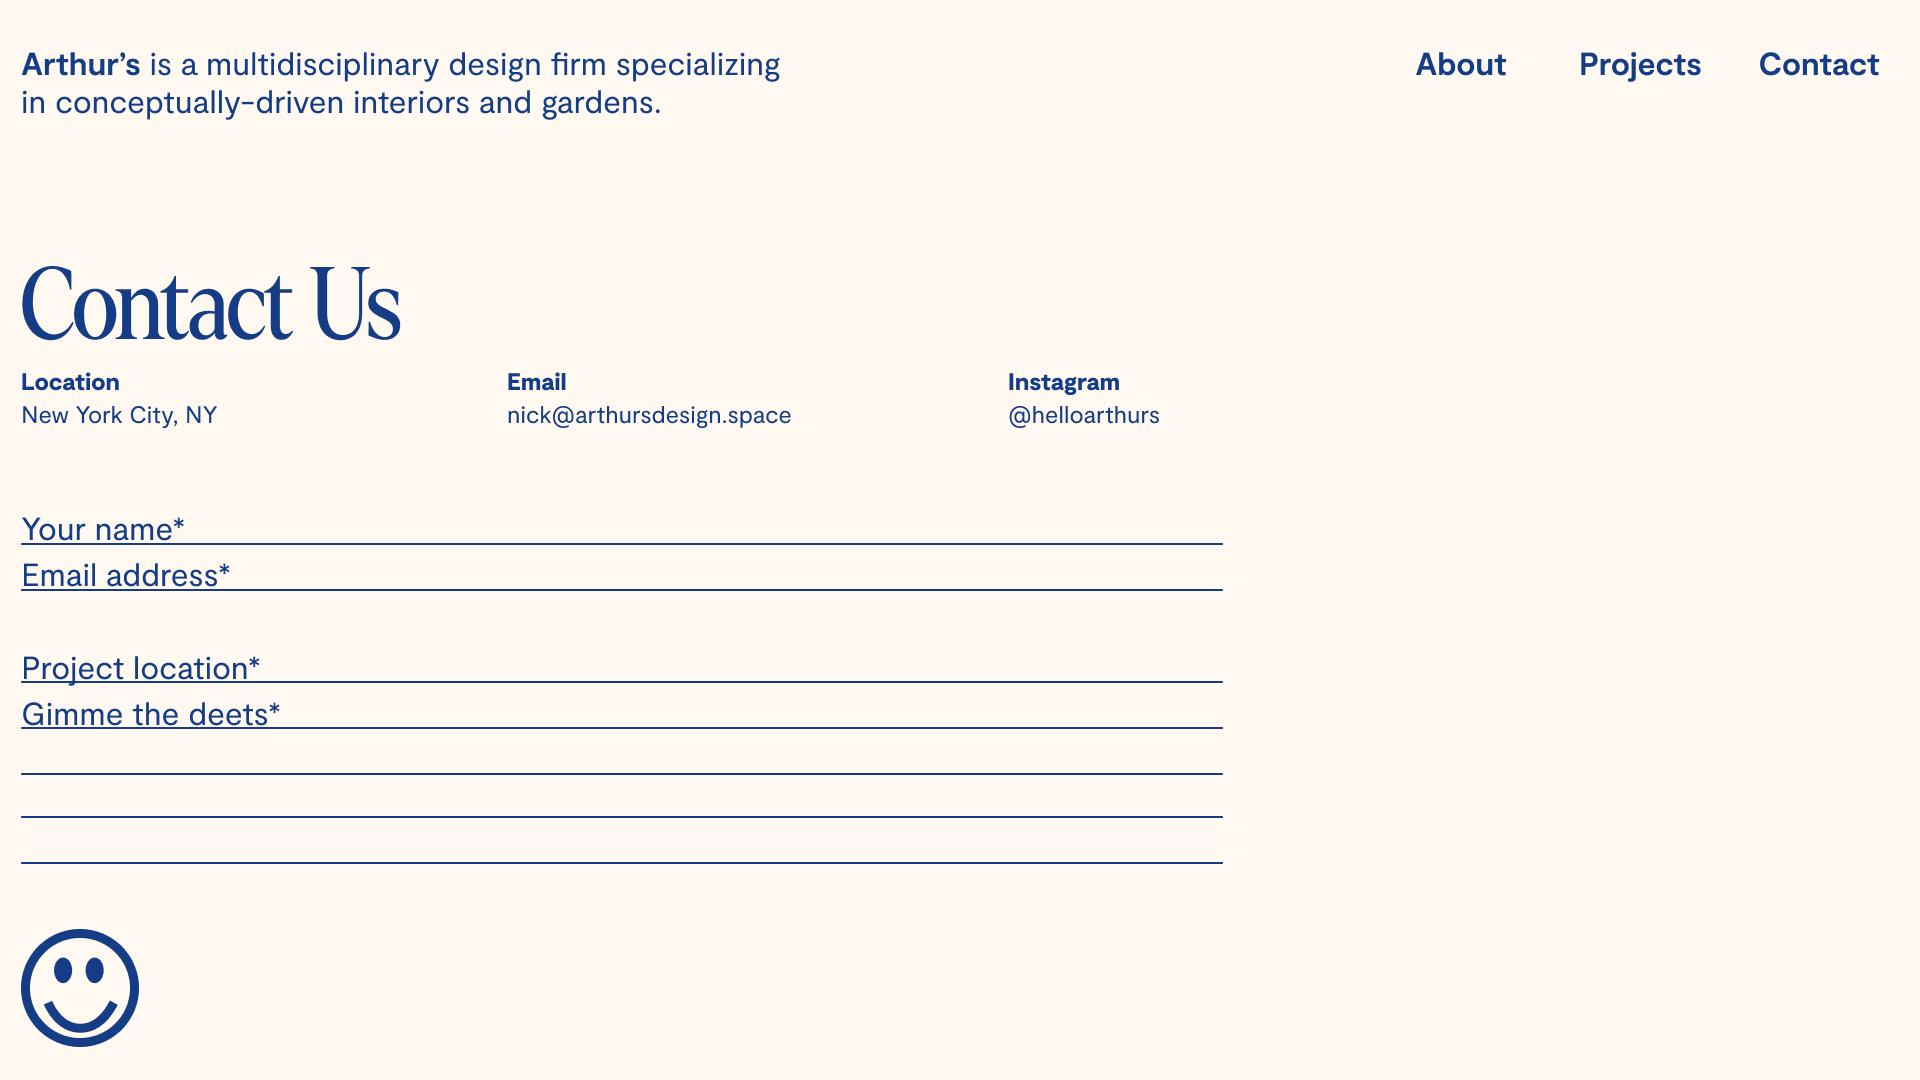 Arthur’s is a multidisciplinary design firm specializing
in conceptually-driven interiors and gardens.
About
Projects
Contact
Contact Us
Location
New York City, NY
Email
nick@arthursdesign.space
Instagram
@helloarthurs
Your name*
Email address*
Project location*
Gimme the deets*